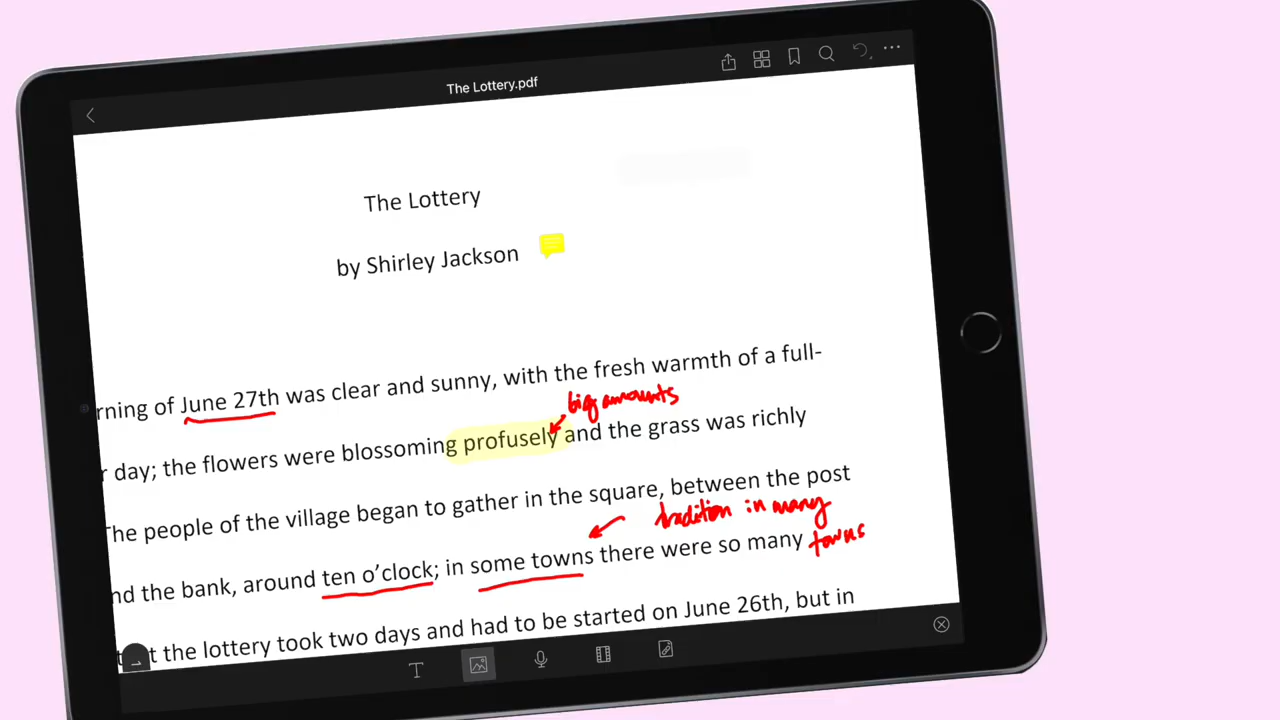 The Lottery.pdf
The Lottery
by Shirley Jackson
rning of June 27th was clear and sunny, with the fresh warmth of a full-
big amounts
r day; the flowers were blossoming profusely and the grass was richly
The people of the village began to gather in the square, between the post
tradition in many
towns
nd the bank, around ten o’clock; in some towns there were so many
t the lottery took two days and had to be started on June 26th, but in
T